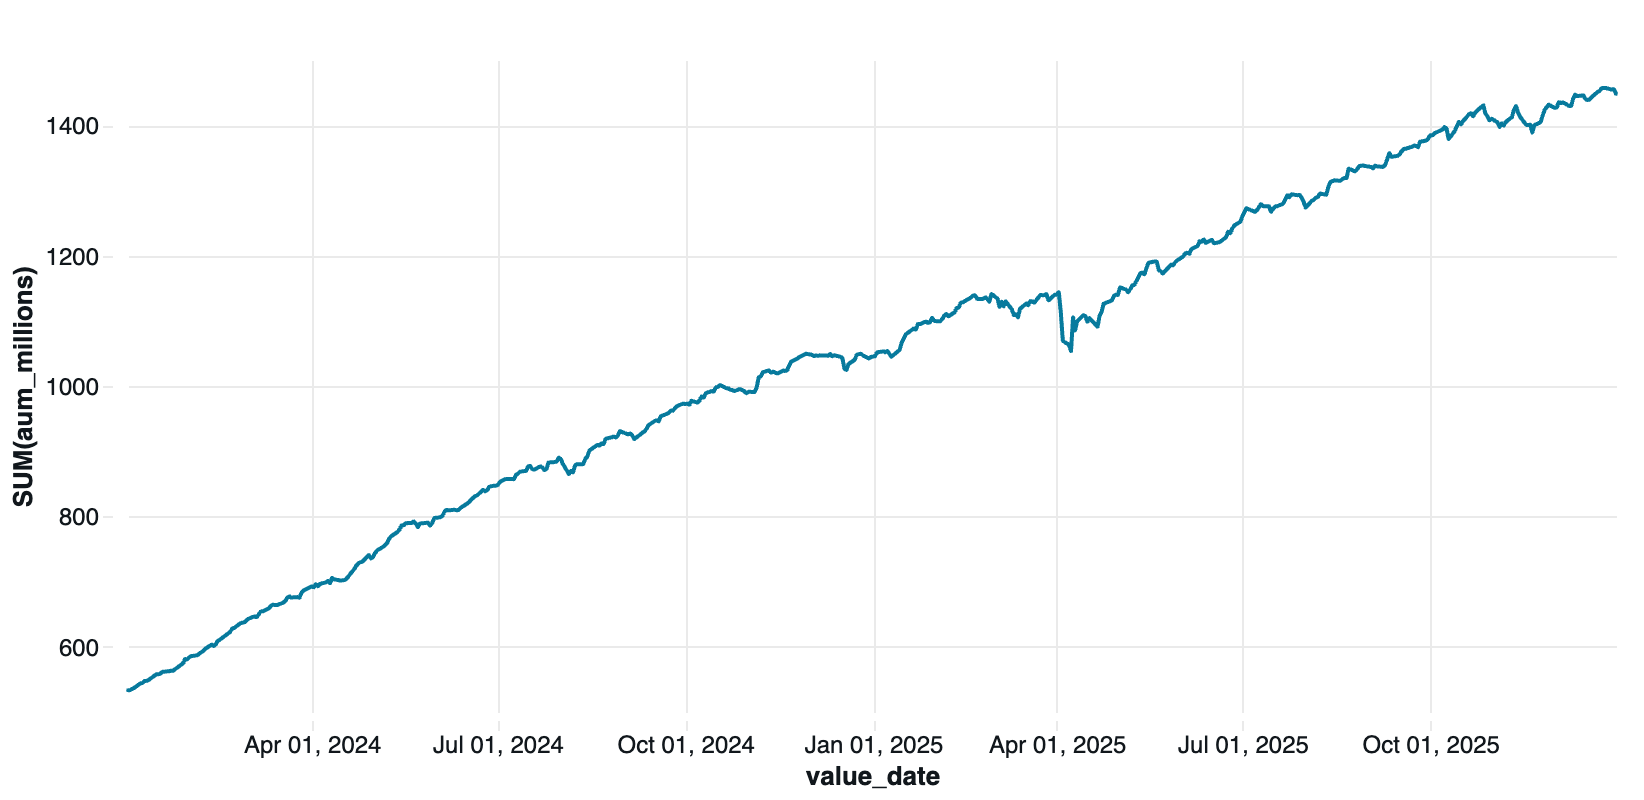 SUM(aum_millions)
1400
1200
1000
800
600
Apr 01, 2024
Jul 01, 2024
Oct 01, 2024
Jan 01, 2025
Apr 01, 2025
Jul 01, 2025
Oct 01, 2025
value_date